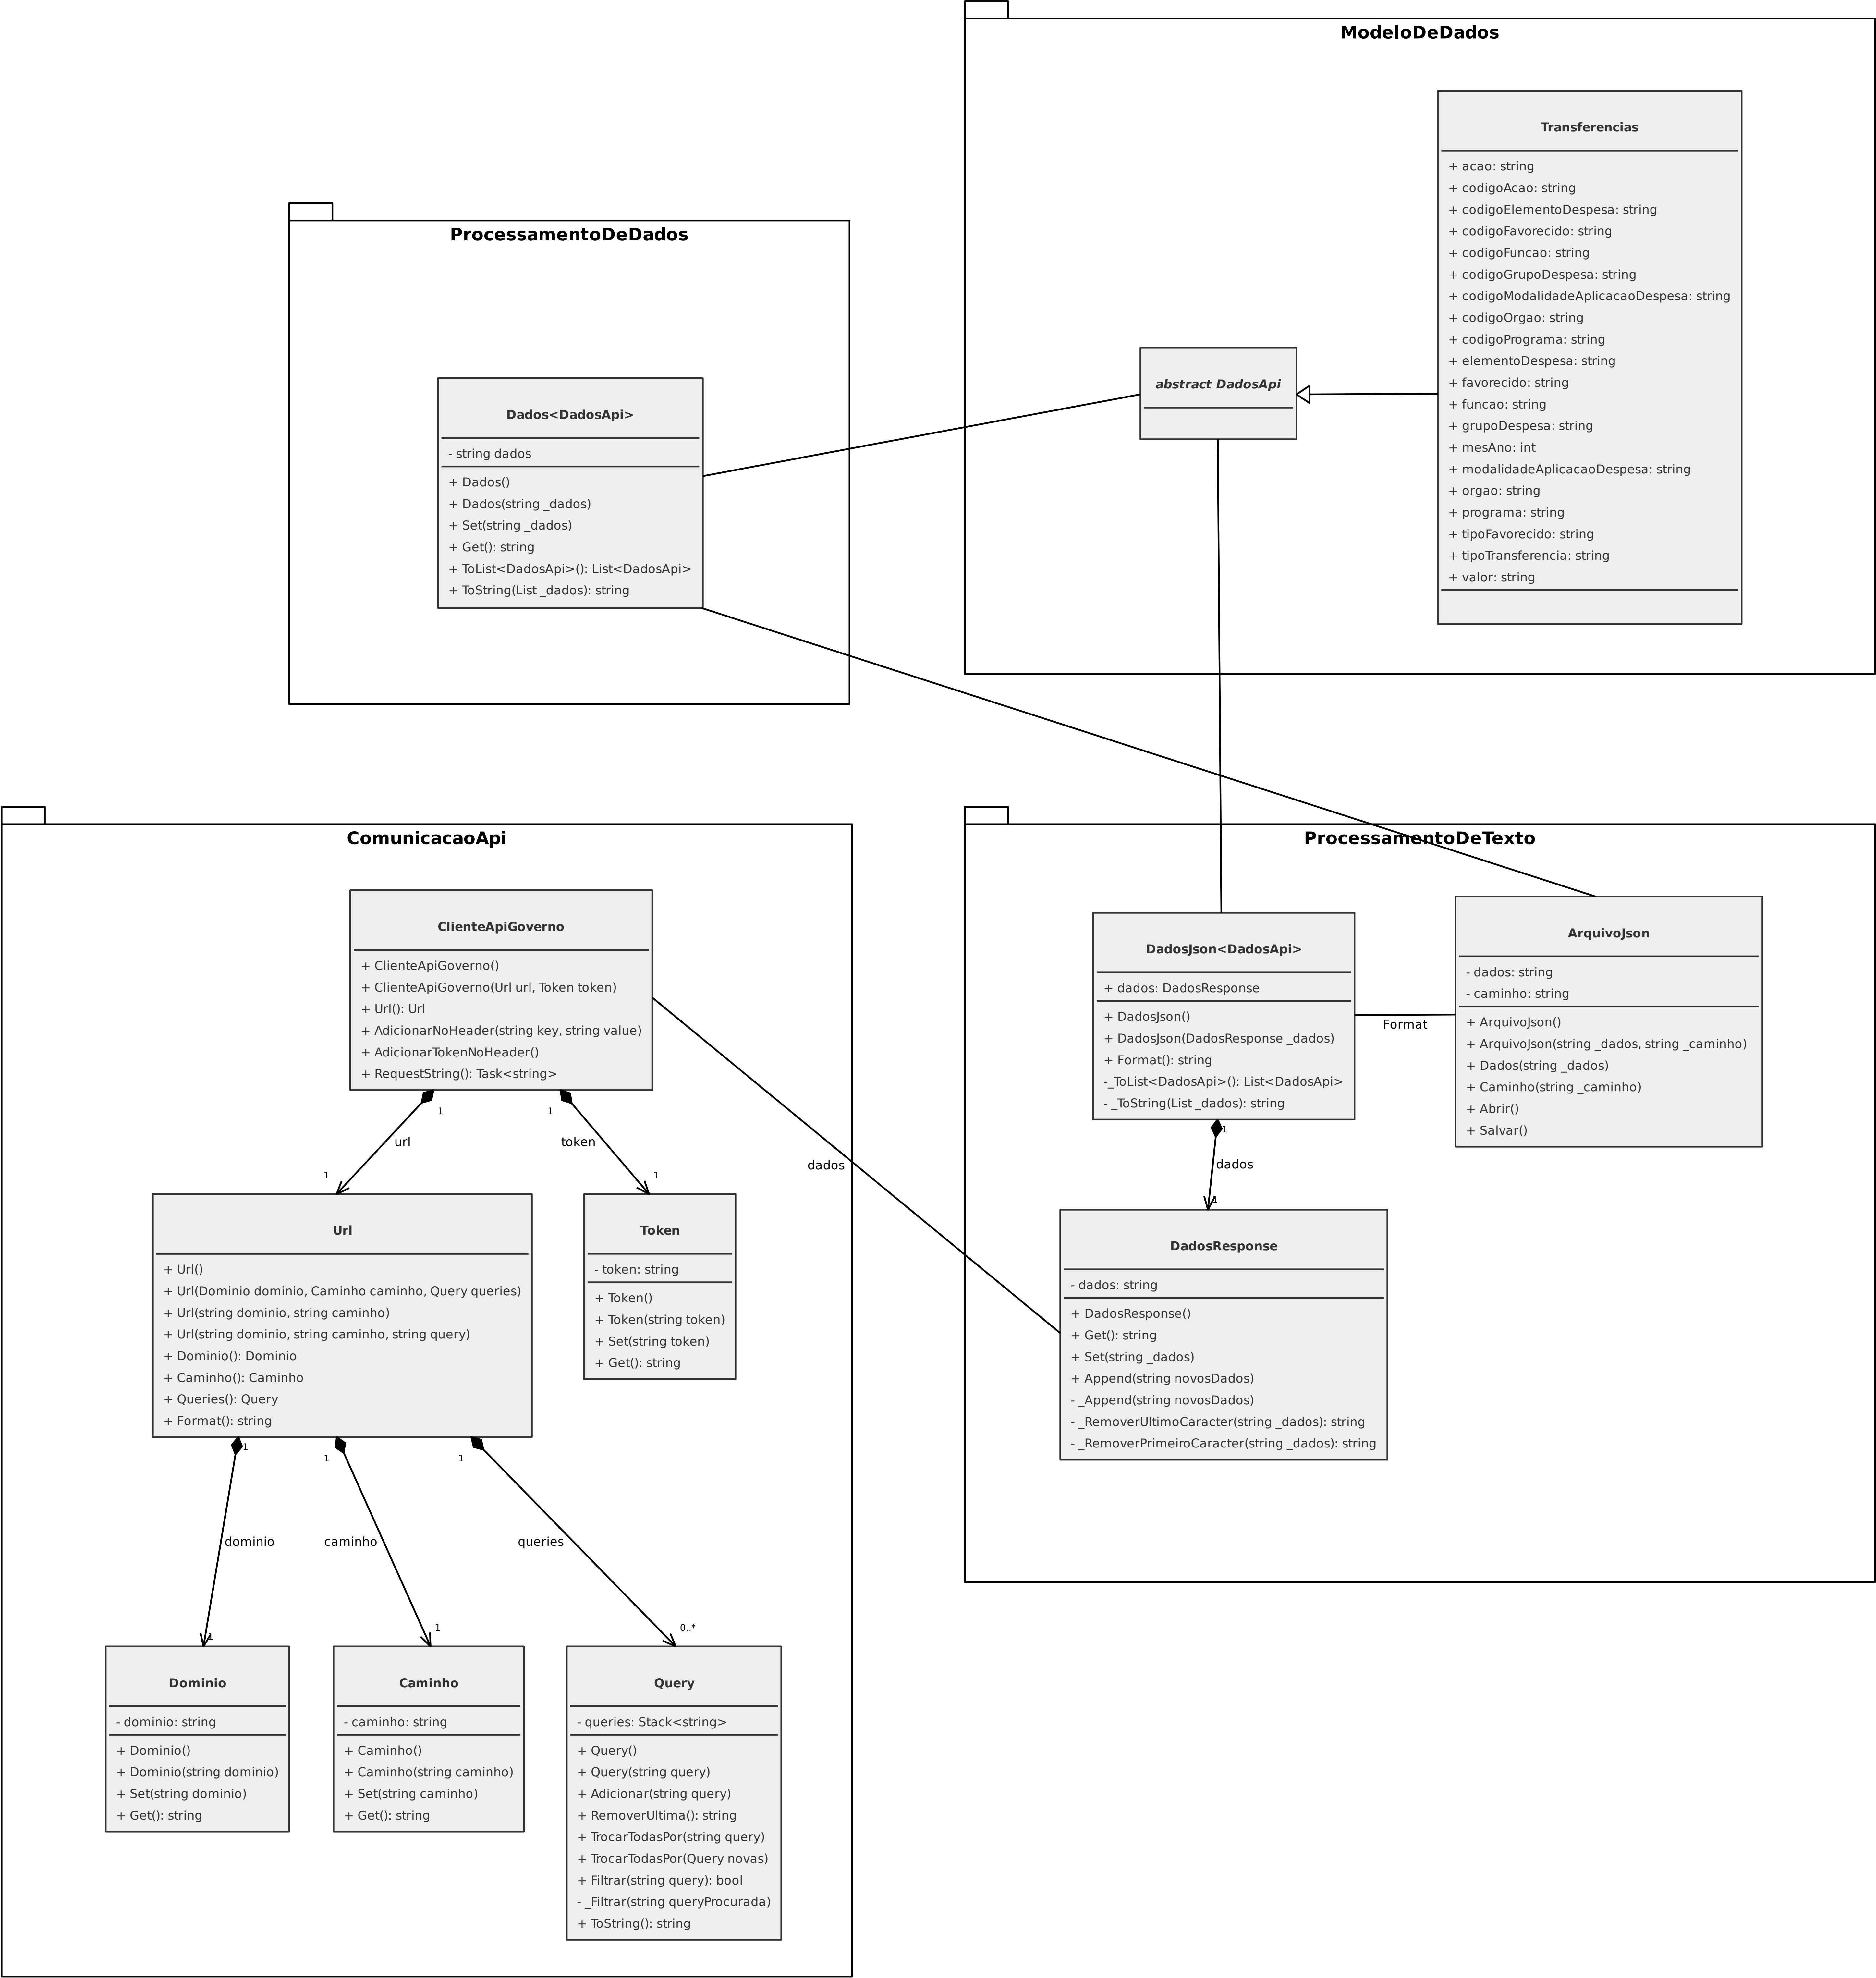 ModeloDeDados
Transferencias
+ acao: string
+ codigoAcao: string
+ codigoElementoDespesa: string
+ codigoFavorecido: string
+ codigoFuncao: string
+ codigoGrupoDespesa: string
+ codigoModalidadeAplicacaoDespesa: string
+ codigoOrgao: string
+ codigoPrograma: string
+ elementoDespesa: string
+ favorecido: string
+ funcao: string
+ grupoDespesa: string
+ mesAno: int
+ modalidadeAplicacaoDespesa: string
+ orgao: string
+ programa: string
+ tipoFavorecido: string
+ tipoTransferencia: string
+ valor: string
abstract DadosApi
ProcessamentoDeDados
Dados<DadosApi>
- string dados
+ Dados()
+ Dados(string _dados)
+ Set(string _dados)
+ Get(): string
+ ToList<DadosApi>(): List<DadosApi>
+ ToString(List _dados): string
ComunicacaoApi
ClienteApiGoverno
+ ClienteApiGoverno()
+ ClienteApiGoverno(Url url, Token token)
+ Url(): Url
+ AdicionarNoHeader(string key, string value)
+ AdicionarTokenNoHeader()
+ RequestString(): Task<string>
1
1
url
token
1
1
dados
Url
+ Url()
+ Url(Dominio dominio, Caminho caminho, Query queries)
+ Url(string dominio, string caminho)
+ Url(string dominio, string caminho, string query)
+ Dominio(): Dominio
+ Caminho(): Caminho
+ Queries(): Query
+ Format(): string
Token
- token: string
+ Token()
+ Token(string token)
+ Set(string token)
+ Get(): string
1
1
1
dominio
caminho
queries
1
1
0..*
Dominio
- dominio: string
+ Dominio()
+ Dominio(string dominio)
+ Set(string dominio)
+ Get(): string
Caminho
- caminho: string
+ Caminho()
+ Caminho(string caminho)
+ Set(string caminho)
+ Get(): string
Query
- queries: Stack<string>
+ Query()
+ Query(string query)
+ Adicionar(string query)
+ RemoverUltima(): string
+ TrocarTodasPor(string query)
+ TrocarTodasPor(Query novas)
+ Filtrar(string query): bool
- _Filtrar(string queryProcurada)
+ ToString(): string
ProcessamentoDeTexto
DadosJson<DadosApi>
+ dados: DadosResponse
+ DadosJson()
+ DadosJson(DadosResponse _dados)
+ Format(): string
-_ToList<DadosApi>(): List<DadosApi>
- _ToString(List _dados): string
Format
ArquivoJson
- dados: string
- caminho: string
+ ArquivoJson()
+ ArquivoJson(string _dados, string _caminho)
+ Dados(string _dados)
+ Caminho(string _caminho)
+ Abrir()
+ Salvar()
1
dados
1
DadosResponse
- dados: string
+ DadosResponse()
+ Get(): string
+ Set(string _dados)
+ Append(string novosDados)
- _Append(string novosDados)
- _RemoverUltimoCaracter(string _dados): string
- _RemoverPrimeiroCaracter(string _dados): string